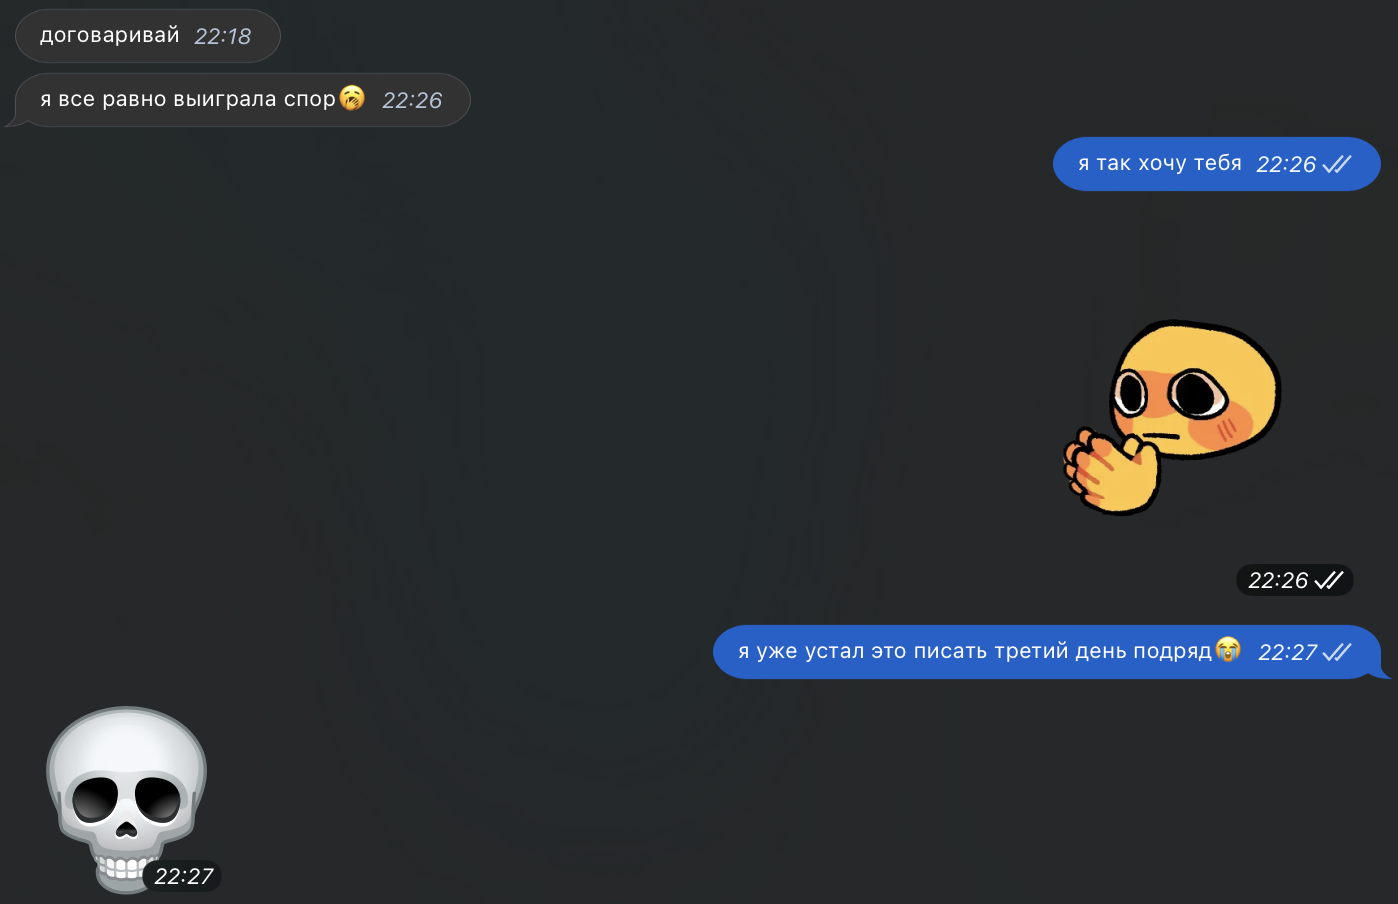 договаривай 22:18
я все равно выиграла спор🥱 22:26
я так хочу тебя 22:26
22:26
я уже устал это писать третий день подряд😭 22:27
22:27